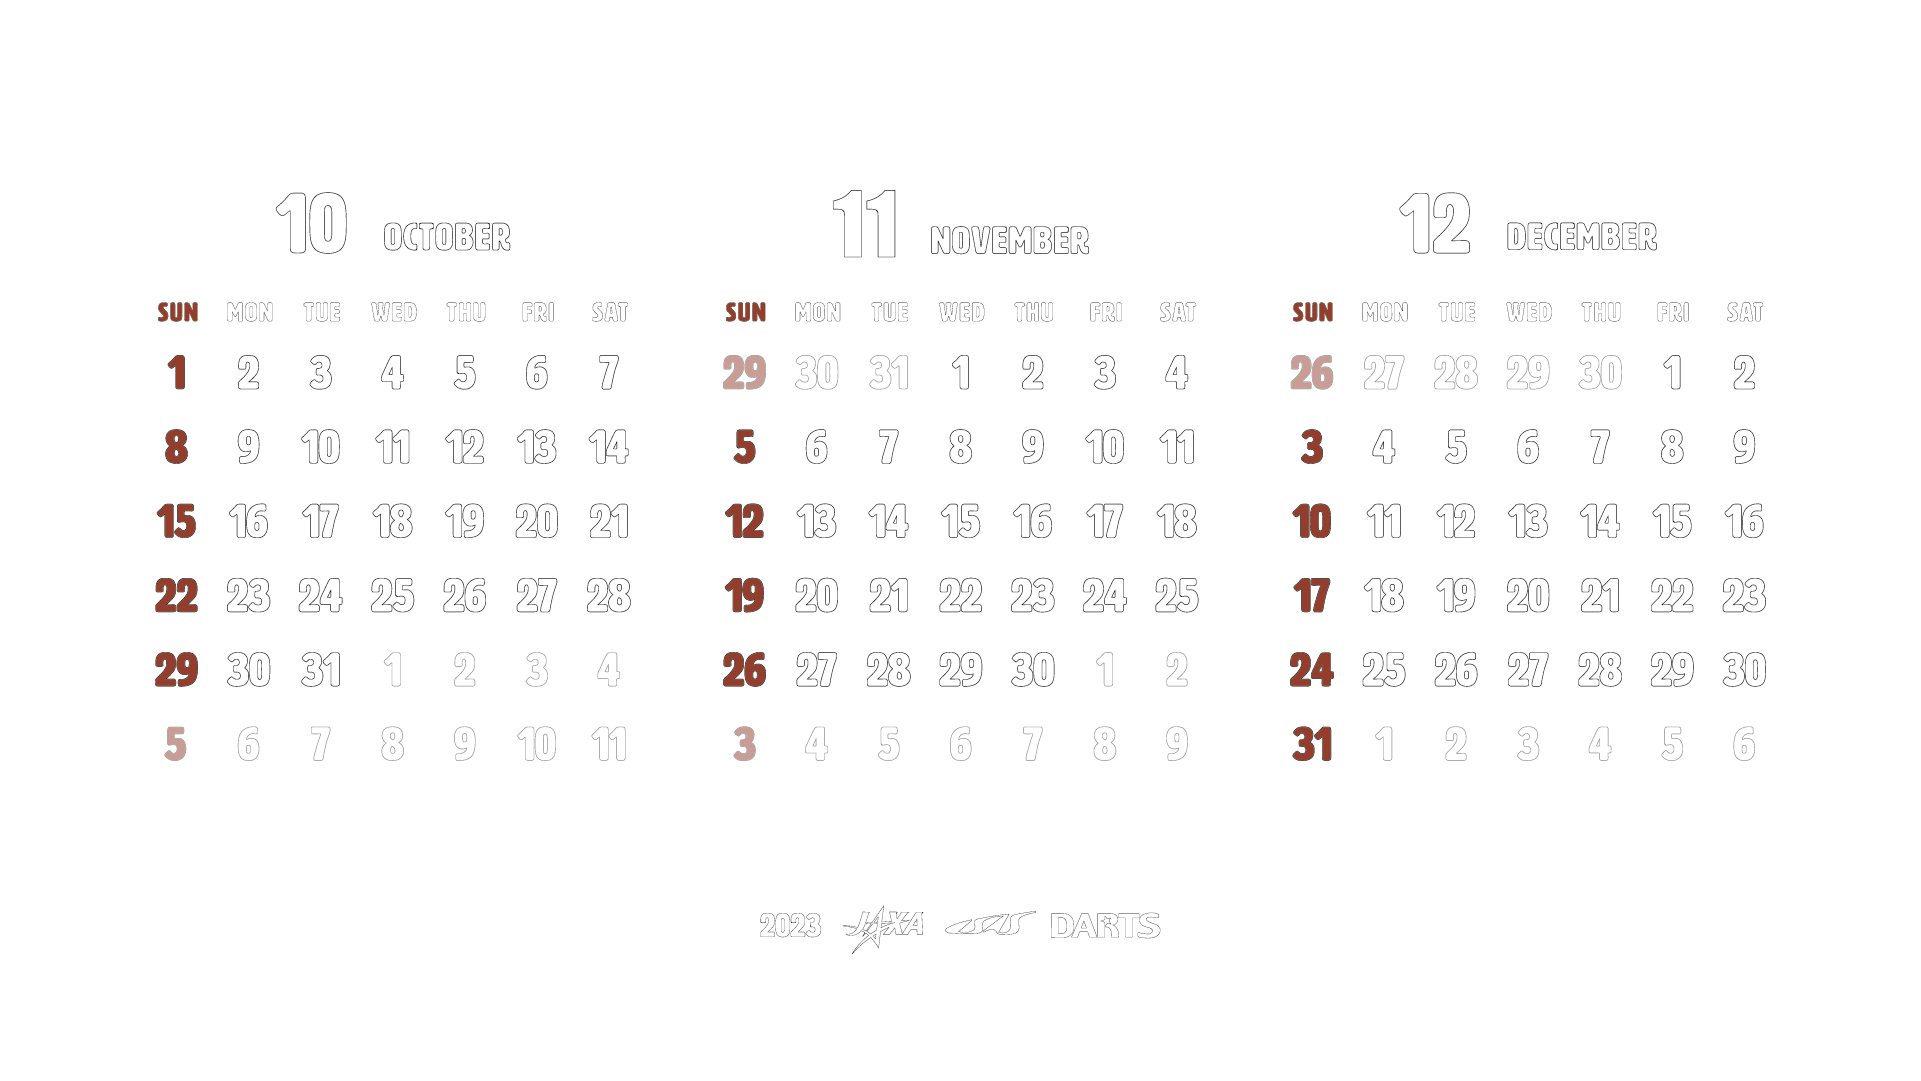 10 OCTOBER
SUN MON TUE WED THU FRI SAT
1 2 3 4 5 6 7
8 9 10 11 12 13 14
15 16 17 18 19 20 21
22 23 24 25 26 27 28
29 30 31 1 2 3 4
5 6 7 8 9 10 11
11 NOVEMBER
SUN MON TUE WED THU FRI SAT
29 30 31 1 2 3 4
5 6 7 8 9 10 11
12 13 14 15 16 17 18
19 20 21 22 23 24 25
26 27 28 29 30 1 2
3 4 5 6 7 8 9
12 DECEMBER
SUN MON TUE WED THU FRI SAT
26 27 28 29 30 1 2
3 4 5 6 7 8 9
10 11 12 13 14 15 16
17 18 19 20 21 22 23
24 25 26 27 28 29 30
31 1 2 3 4 5 6
2023 JAXA ISAS DARTS